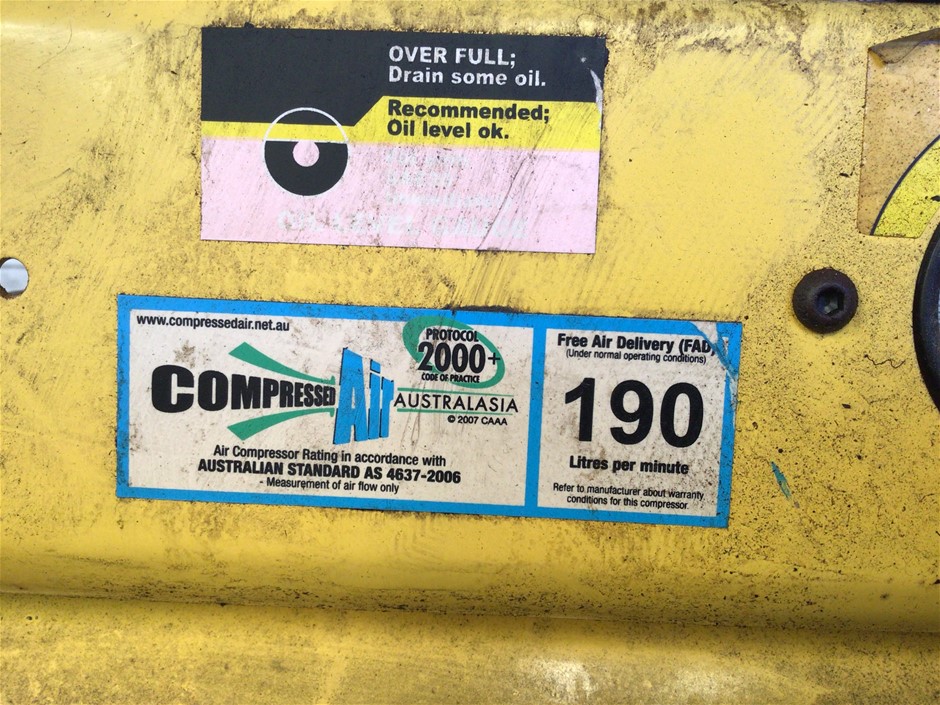 OVER FULL;
Drain some oil.
Recommended;
Oil level ok.
www.compressedair.net.au
PROTOCOL
2000+
CODE OF PRACTICE
COMPRESSED Air
AUSTRALASIA
© 2007 CAAA
Air Compressor Rating in accordance with
AUSTRALIAN STANDARD AS 4637-2006
- Measurement of air flow only
Free Air Delivery (FAD)
(Under normal operating conditions)
190
Litres per minute
Refer to manufacturer about warranty
conditions for this compressor.